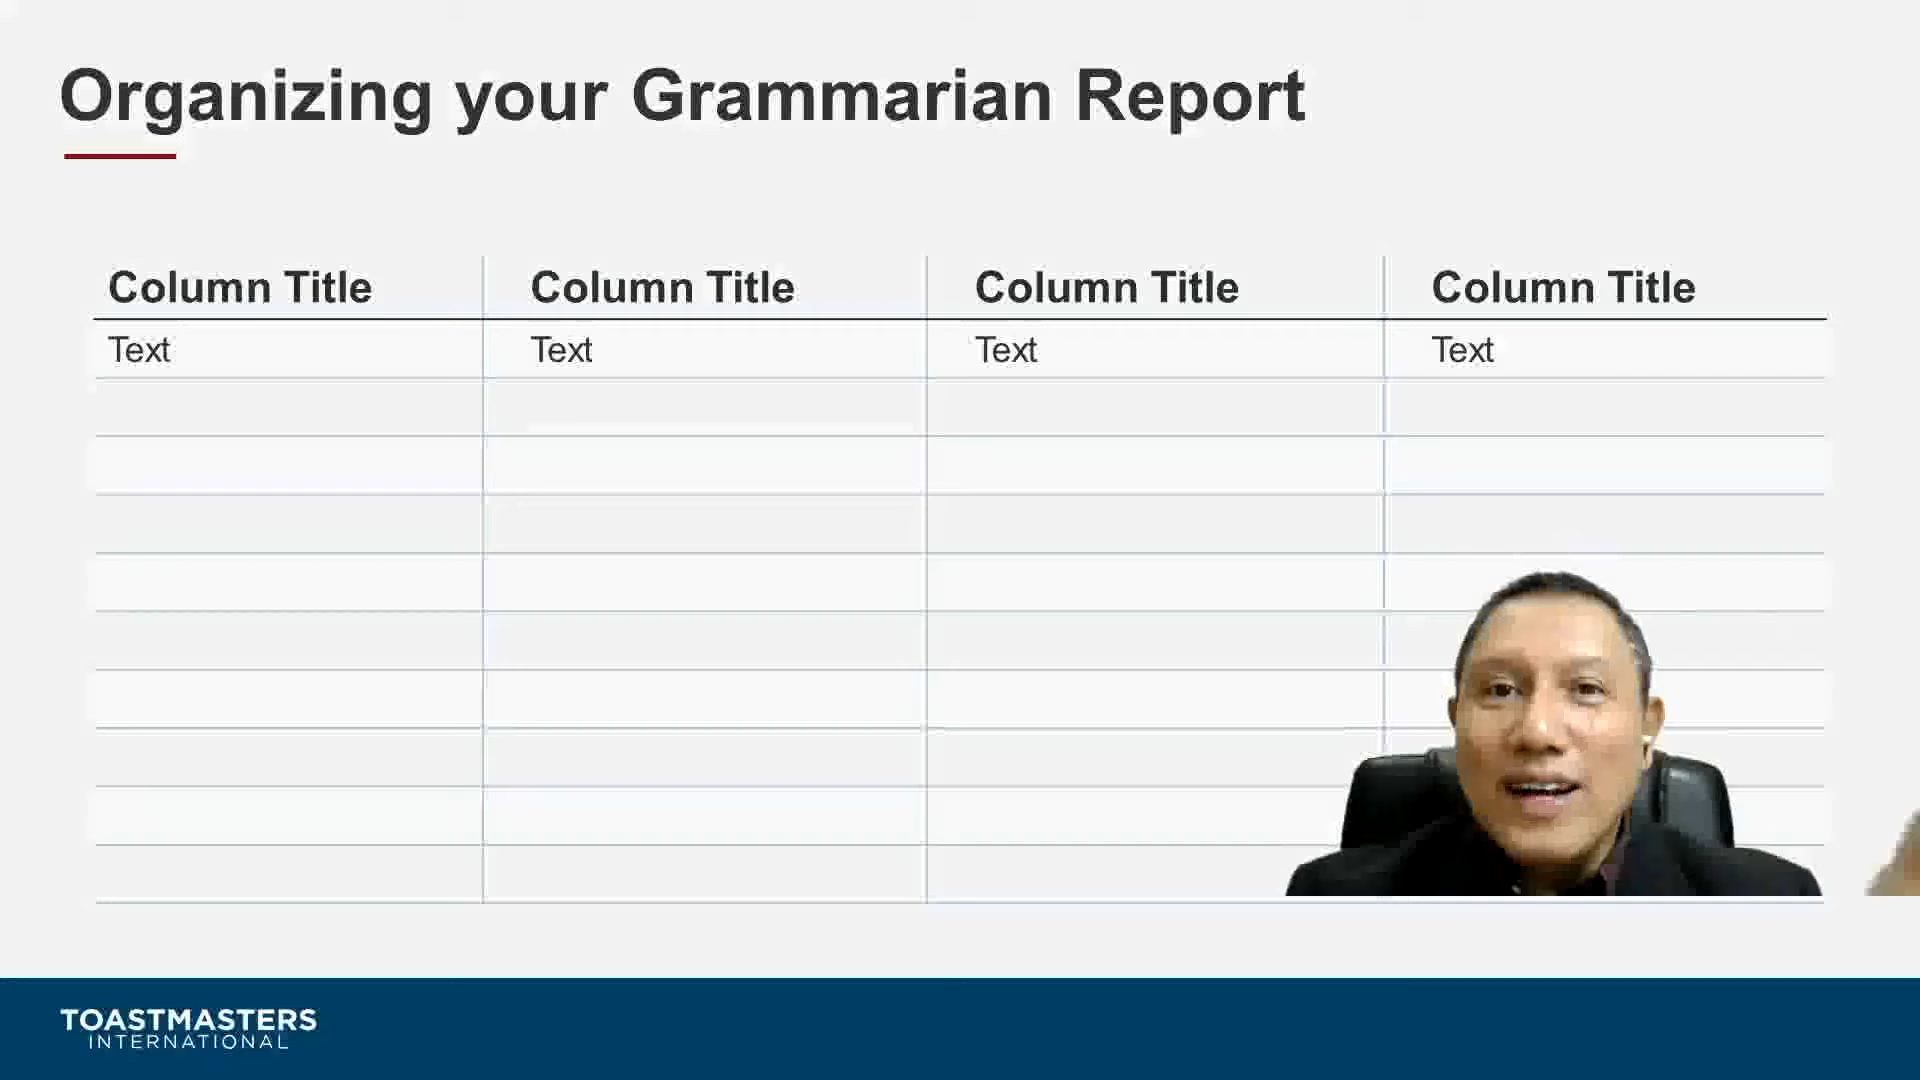 Organizing your Grammarian Report
Column Title Column Title Column Title Column Title
Text Text Text Text
TOASTMASTERS
INTERNATIONAL